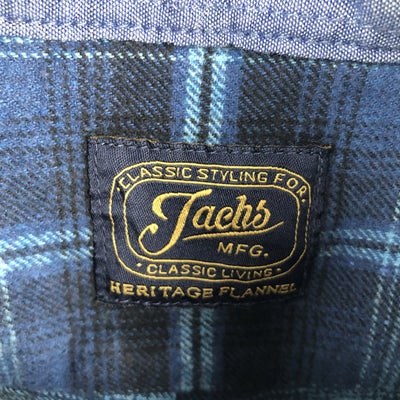 CLASSIC STYLING FOR
Jachs
MFG.
· CLASSIC LIVING ·
HERITAGE FLANNEL